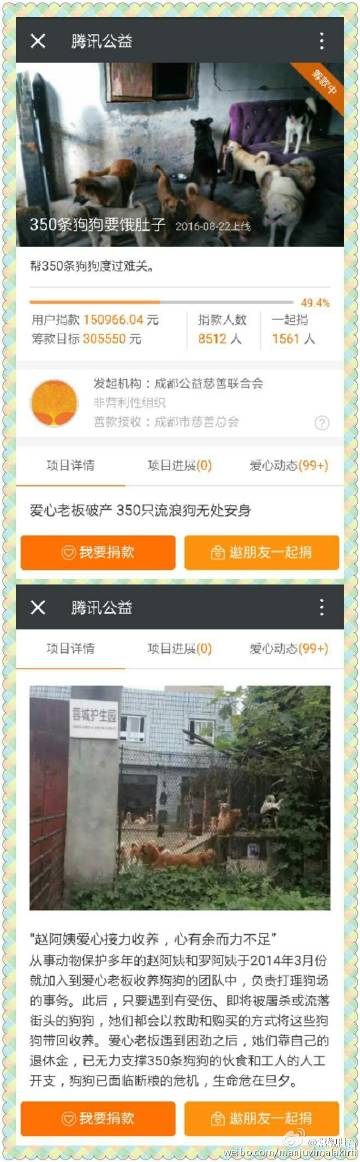 腾讯公益
筹款中
350条狗狗要饿肚子 2016-08-22上线
帮350条狗狗度过难关。
49.4%
用户捐款 150966.04 元
捐款人数
一起捐
筹款目标 305550 元
8512 人
1561 人
发起机构：成都公益慈善联合会
非营利性组织
善款接收：成都市慈善总会
项目详情
项目进展(0)
爱心动态(99+)
爱心老板破产 350只流浪狗无处安身
我要捐款
邀朋友一起捐
腾讯公益
项目详情
项目进展(0)
爱心动态(99+)
蓉城护生园
“赵阿姨爱心接力收养，心有余而力不足”
从事动物保护多年的赵阿姨和罗阿姨于2014年3月份
就加入到爱心老板收养狗狗的团队中，负责打理狗场
的事务。此后，只要遇到有受伤、即将被屠杀或流落
街头的狗狗，她们都会以救助和购买的方式将这些狗
狗带回收养。爱心老板遇到困劲之后，她们靠自己的
退休金，已无力支撑350条狗狗的伙食和工人的人工
开支，狗狗已面临断粮的危机，生命危在旦夕。
我要捐款
邀朋友一起捐